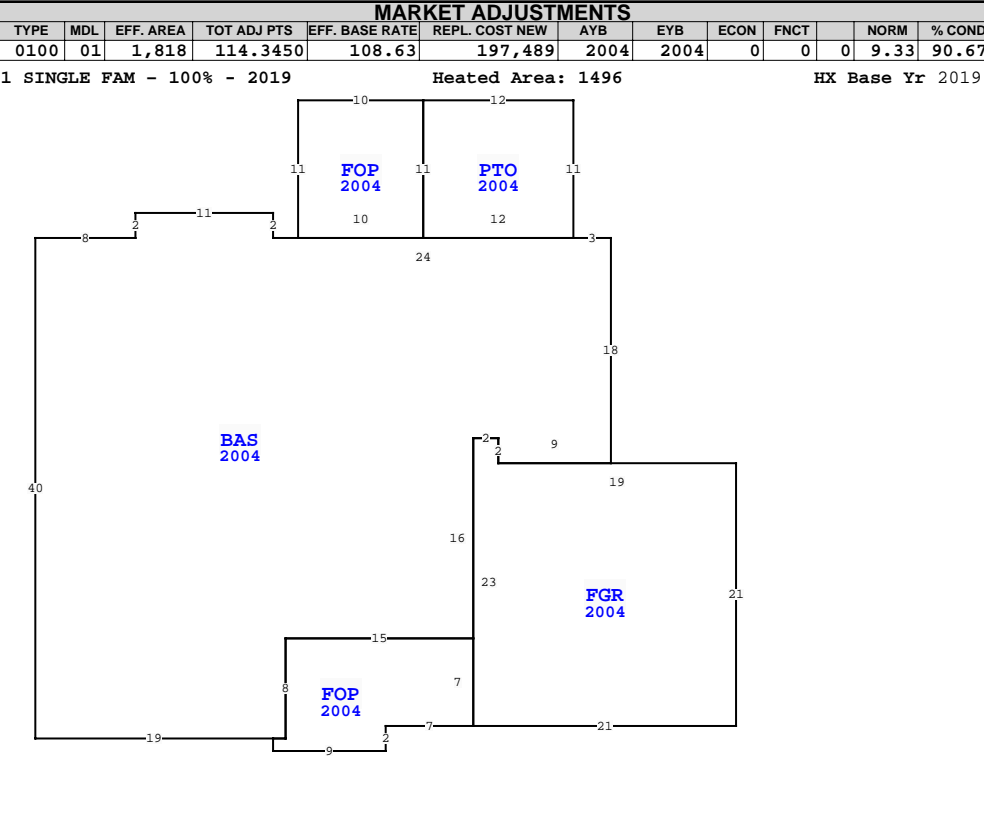 MARKET ADJUSTMENTS
TYPE MDL EFF. AREA TOT ADJ PTS EFF. BASE RATE REPL. COST NEW AYB EYB ECON FNCT NORM % COND
0100 01 1,818 114.3450 108.63 197,489 2004 2004 0 0 0 9.33 90.67
1 SINGLE FAM – 100% - 2019 Heated Area: 1496 HX Base Yr 2019
10 12
11 FOP 11 PTO 11
2004 2004
11 10 12
2 2
8 3
24
18
2 9
2
BAS
2004
19
40
16
23
FGR 21
2004
15
7
8 FOP
2004
7 21
19 2
9